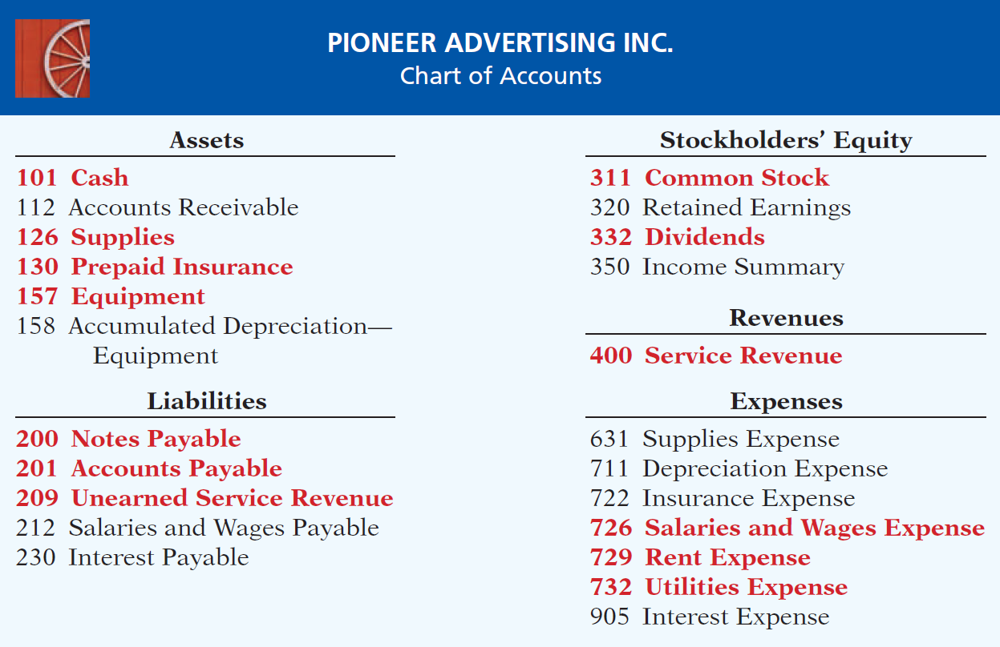 PIONEER ADVERTISING INC.
Chart of Accounts
Assets
101 Cash
112 Accounts Receivable
126 Supplies
130 Prepaid Insurance
157 Equipment
158 Accumulated Depreciation—
Equipment
Liabilities
200 Notes Payable
201 Accounts Payable
209 Unearned Service Revenue
212 Salaries and Wages Payable
230 Interest Payable
Stockholders’ Equity
311 Common Stock
320 Retained Earnings
332 Dividends
350 Income Summary
Revenues
400 Service Revenue
Expenses
631 Supplies Expense
711 Depreciation Expense
722 Insurance Expense
726 Salaries and Wages Expense
729 Rent Expense
732 Utilities Expense
905 Interest Expense